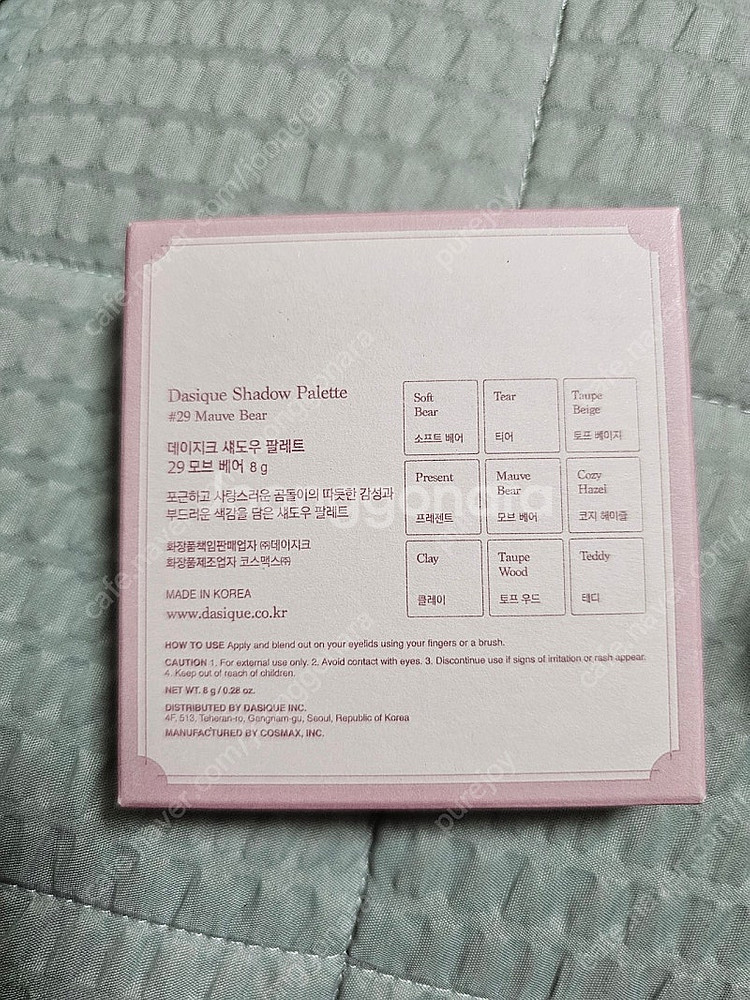 Dasique Shadow Palette
#29 Mauve Bear
데이지크 섀도우 팔레트
29 모브 베어 8 g
포근하고 사랑스러운 곰돌이의 따듯한 감성과
부드러운 색감을 담은 섀도우 팔레트
화장품책임판매업자 ㈜데이지크
화장품제조업자 코스맥스㈜
MADE IN KOREA
www.dasique.co.kr
Soft
Bear
소프트 베어
Tear
티어
Taupe
Beige
토프 베이지
Present
프레젠트
Mauve
Bear
모브 베어
Cozy
Hazel
코지 헤이즐
Clay
클레이
Taupe
Wood
토프 우드
Teddy
테디
HOW TO USE Apply and blend out on your eyelids using your fingers or a brush.
CAUTION 1. For external use only. 2. Avoid contact with eyes. 3. Discontinue use if signs of irritation or rash appear.
4. Keep out of reach of children.
NET WT. 8 g / 0.28 oz.
DISTRIBUTED BY DASIQUE INC.
4F, 513, Teheran-ro, Gangnam-gu, Seoul, Republic of Korea
MANUFACTURED BY COSMAX, INC.
joonggonara
cafe.naver.com/joonggonara
purejoy